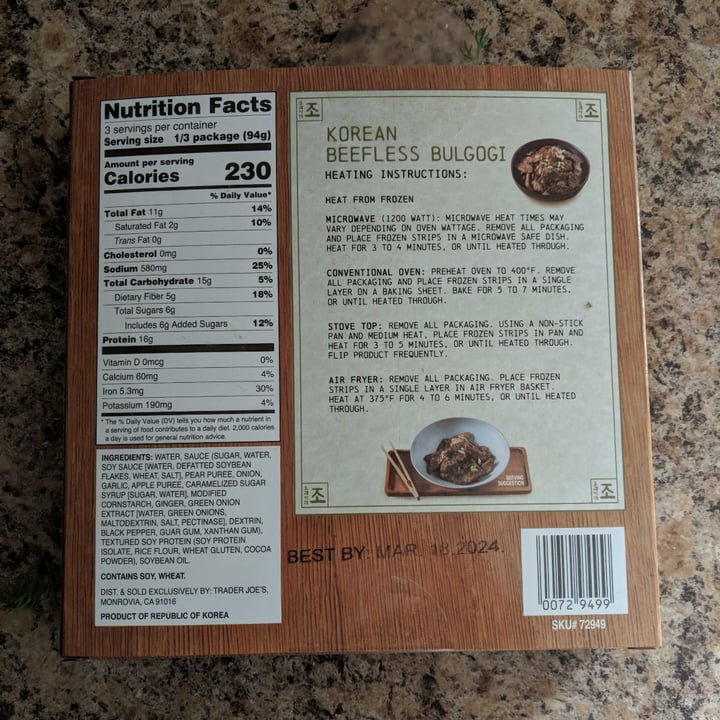 Nutrition Facts
3 servings per container
Serving size 1/3 package (94g)
Amount per serving
Calories 230
% Daily Value*
Total Fat 11g 14%
Saturated Fat 2g 10%
Trans Fat 0g
Cholesterol 0mg 0%
Sodium 580mg 25%
Total Carbohydrate 15g 5%
Dietary Fiber 5g 18%
Total Sugars 6g
Includes 6g Added Sugars 12%
Protein 16g
Vitamin D 0mcg 0%
Calcium 60mg 4%
Iron 5.3mg 30%
Potassium 190mg 4%
* The % Daily Value (DV) tells you how much a nutrient in
a serving of food contributes to a daily diet. 2,000 calories
a day is used for general nutrition advice.
INGREDIENTS: WATER, SAUCE (SUGAR, WATER,
SOY SAUCE [WATER, DEFATTED SOYBEAN
FLAKES, WHEAT, SALT], PEAR PUREE, ONION,
GARLIC, APPLE PUREE, CARAMELIZED SUGAR
SYRUP [SUGAR, WATER], MODIFIED
CORNSTARCH, GINGER, GREEN ONION
EXTRACT [WATER, GREEN ONIONS,
MALTODEXTRIN, SALT, PECTINASE], DEXTRIN,
BLACK PEPPER, GUAR GUM, XANTHAN GUM),
TEXTURED SOY PROTEIN (SOY PROTEIN
ISOLATE, RICE FLOUR, WHEAT GLUTEN, COCOA
POWDER), SOYBEAN OIL.
CONTAINS SOY, WHEAT.
DIST. & SOLD EXCLUSIVELY BY: TRADER JOE'S,
MONROVIA, CA 91016
PRODUCT OF REPUBLIC OF KOREA
조
조
KOREAN
BEEFLESS BULGOGI
HEATING INSTRUCTIONS:
HEAT FROM FROZEN
MICROWAVE (1200 WATT): MICROWAVE HEAT TIMES MAY
VARY DEPENDING ON OVEN WATTAGE. REMOVE ALL PACKAGING
AND PLACE FROZEN STRIPS IN A MICROWAVE SAFE DISH.
HEAT FOR 3 TO 4 MINUTES, OR UNTIL HEATED THROUGH.
CONVENTIONAL OVEN: PREHEAT OVEN TO 400°F. REMOVE
ALL PACKAGING AND PLACE FROZEN STRIPS IN A SINGLE
LAYER ON A BAKING SHEET. BAKE FOR 5 TO 7 MINUTES,
OR UNTIL HEATED THROUGH.
STOVE TOP: REMOVE ALL PACKAGING. USING A NON-STICK
PAN AND MEDIUM HEAT, PLACE FROZEN STRIPS IN PAN AND
HEAT FOR 3 TO 5 MINUTES, OR UNTIL HEATED THROUGH.
FLIP PRODUCT FREQUENTLY.
AIR FRYER: REMOVE ALL PACKAGING. PLACE FROZEN
STRIPS IN A SINGLE LAYER IN AIR FRYER BASKET.
HEAT AT 375°F FOR 4 TO 6 MINUTES, OR UNTIL HEATED
THROUGH.
SERVING
SUGGESTION
조
조
BEST BY: MAR. 18.2024.
0072 9499
SKU# 72949